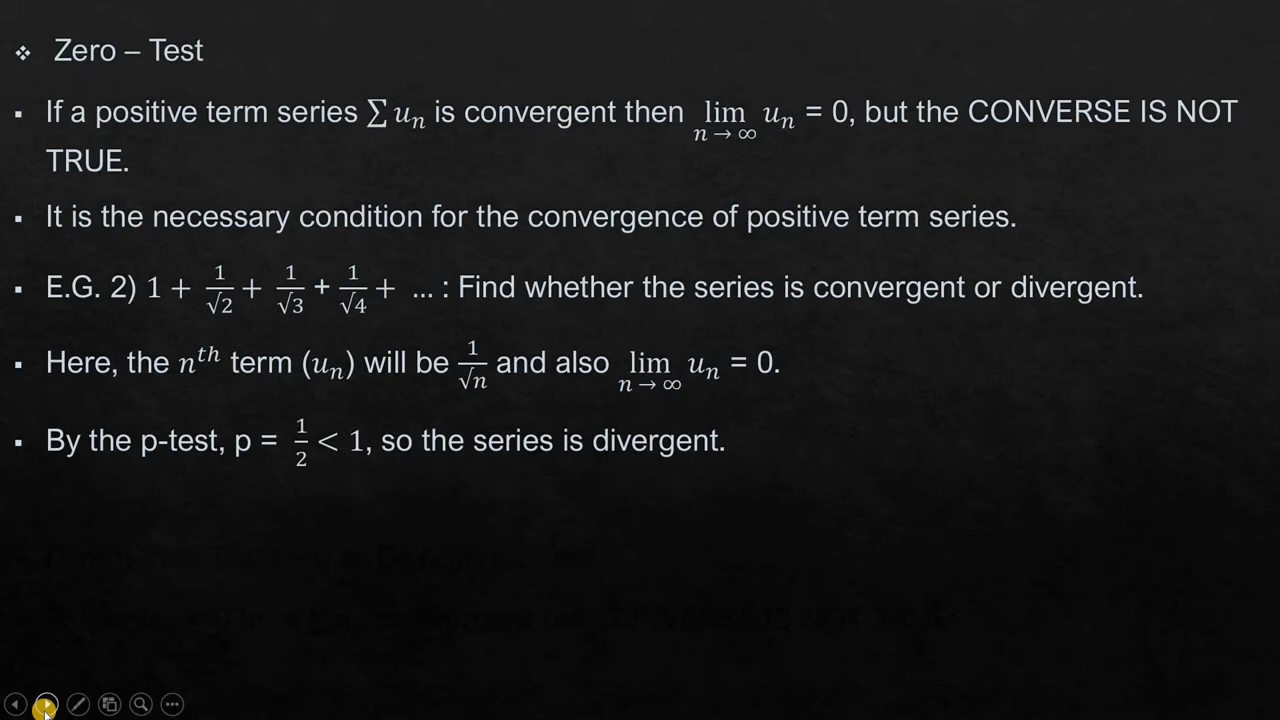 ❖ Zero – Test
▪ If a positive term series ∑ uₙ is convergent then lim n → ∞ uₙ = 0, but the CONVERSE IS NOT
TRUE.
▪ It is the necessary condition for the convergence of positive term series.
▪ E.G. 2) 1 + 1/√2 + 1/√3 + 1/√4 + ... : Find whether the series is convergent or divergent.
▪ Here, the nᵗʰ term (uₙ) will be 1/√n and also lim n → ∞ uₙ = 0.
▪ By the p-test, p = 1/2 < 1, so the series is divergent.